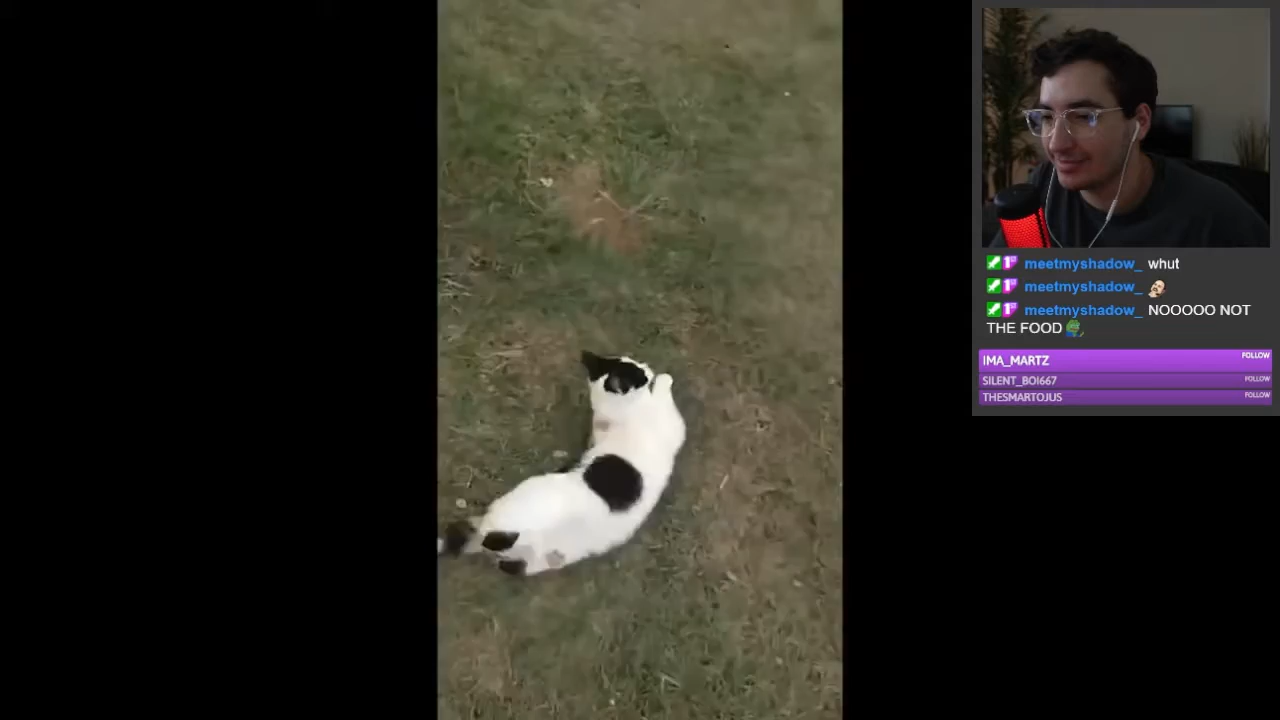 meetmyshadow_ whut
meetmyshadow_
meetmyshadow_ NOOOOO NOT
THE FOOD
IMA_MARTZ FOLLOW
SILENT_BOI667 FOLLOW
THESMARTOJUS FOLLOW